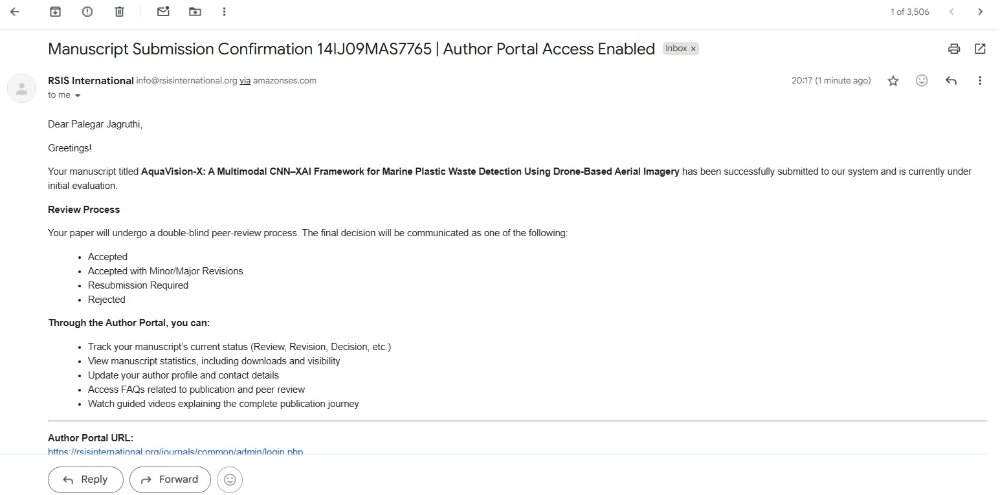 1 of 3,506
Manuscript Submission Confirmation 14IJ09MAS7765 | Author Portal Access Enabled Inbox ×
RSIS International info@rsisinternational.org via amazonses.com 20:17 (1 minute ago)
to me
Dear Palegar Jagruthi,
Greetings!
Your manuscript titled AquaVision-X: A Multimodal CNN–XAI Framework for Marine Plastic Waste Detection Using Drone-Based Aerial Imagery has been successfully submitted to our system and is currently under
initial evaluation.
Review Process
Your paper will undergo a double-blind peer-review process. The final decision will be communicated as one of the following:
• Accepted
• Accepted with Minor/Major Revisions
• Resubmission Required
• Rejected
Through the Author Portal, you can:
• Track your manuscript’s current status (Review, Revision, Decision, etc.)
• View manuscript statistics, including downloads and visibility
• Update your author profile and contact details
• Access FAQs related to publication and peer review
• Watch guided videos explaining the complete publication journey
Author Portal URL:
https://rsisinternational.org/journals/common/admin/login.php
Reply Forward